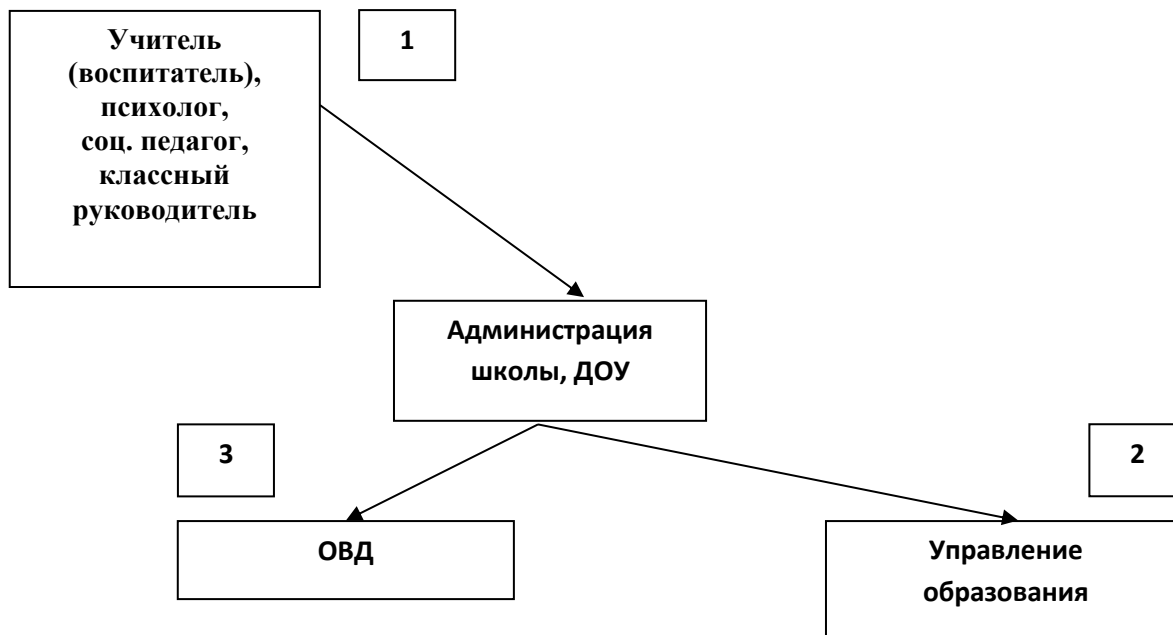 Учитель
(воспитатель),
психолог,
соц. педагог,
классный
руководитель
1
Администрация
школы, ДОУ
3
2
ОВД
Управление
образования